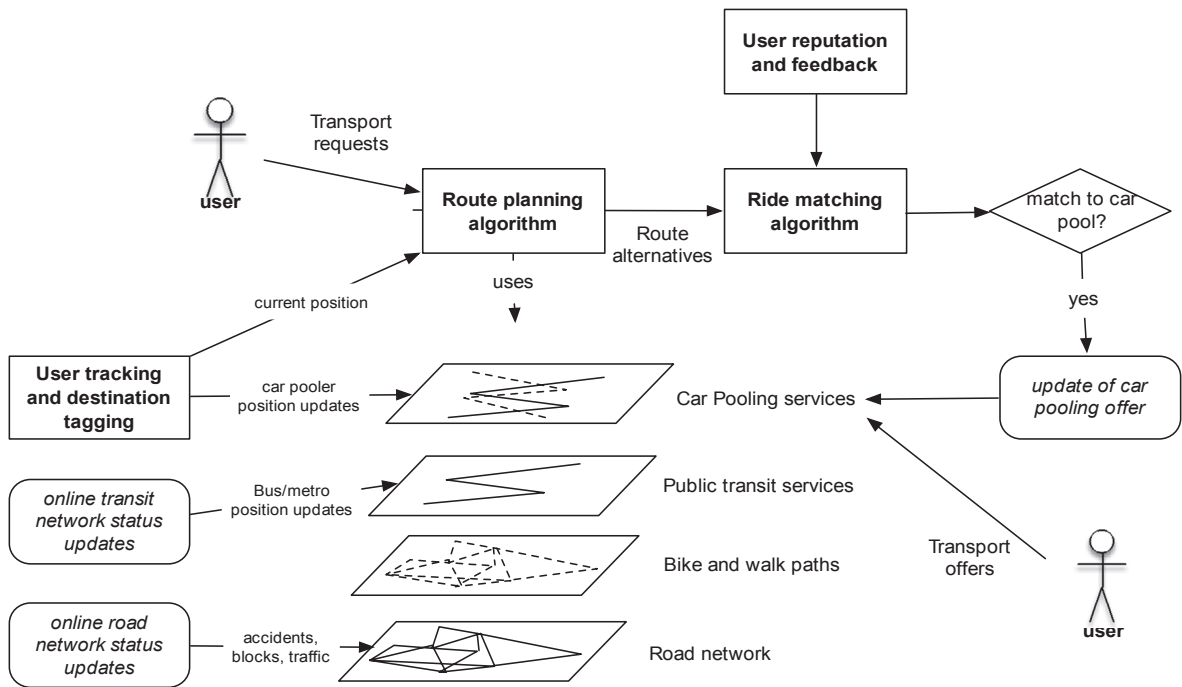 User reputation
and feedback
Transport
requests
user
Route planning
algorithm
Ride matching
algorithm
match to car
pool?
Route
alternatives
uses
current position
yes
User tracking
and destination
tagging
car pooler
position updates
Car Pooling services
update of car
pooling offer
online transit
network status
updates
Bus/metro
position updates
Public transit services
Bike and walk paths
Transport
offers
user
online road
network status
updates
accidents,
blocks, traffic
Road network